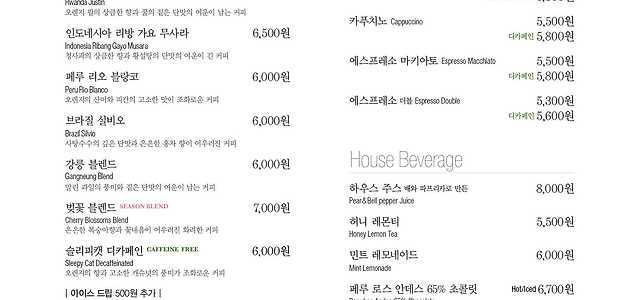 Rwanda Justin
오렌지 팥의 상큼한 향과 꿀의 짙은 단맛의 여운이 남는 커피
인도네시아 리방 가요 무사라 6,500원
Indonesia Ribang Gayo Musara
청사과의 상큼한 향과 황설탕의 단맛의 여운이 긴 커피
페루 리오 블랑코 6,000원
Peru Rio Blanco
오렌지의 산미와 피칸의 고소한 맛이 조화로운 커피
브라질 실비오 6,000원
Brazil Silvio
사탕수수의 깊은 단맛과 은은한 홍차 향이 어우러진 커피
강릉 블렌드 6,000원
Gangneung Blend
말린 과일의 풍미와 짙은 단맛의 여운이 남는 커피
벚꽃 블렌드 SEASON BLEND 7,000원
Cherry Blossoms Blend
은은한 복숭아향과 꽃내음이 어우러진 화려한 커피
슬리피캣 디카페인 CAFFEINE FREE 6,000원
Sleepy Cat Decaffeinated
오렌지의 향과 고소한 캐슈넛의 풍미가 조화로운 커피
| 아이스 드립 500원 추가 |
카푸치노 Cappuccino 5,500원
디카페인 5,800원
에스프레소 마키아토 Espresso Macchiato 5,500원
디카페인 5,800원
에스프레소 더블 Espresso Double 5,300원
디카페인 5,600원
House Beverage
하우스 주스 배와 파프리카로 만든 8,000원
Pear & Bell pepper Juice
허니 레몬티 5,500원
Honey Lemon Tea
민트 레모네이드 6,000원
Mint Lemonade
페루 로스 안데스 65% 초콜릿 Hot/Iced 6,700원